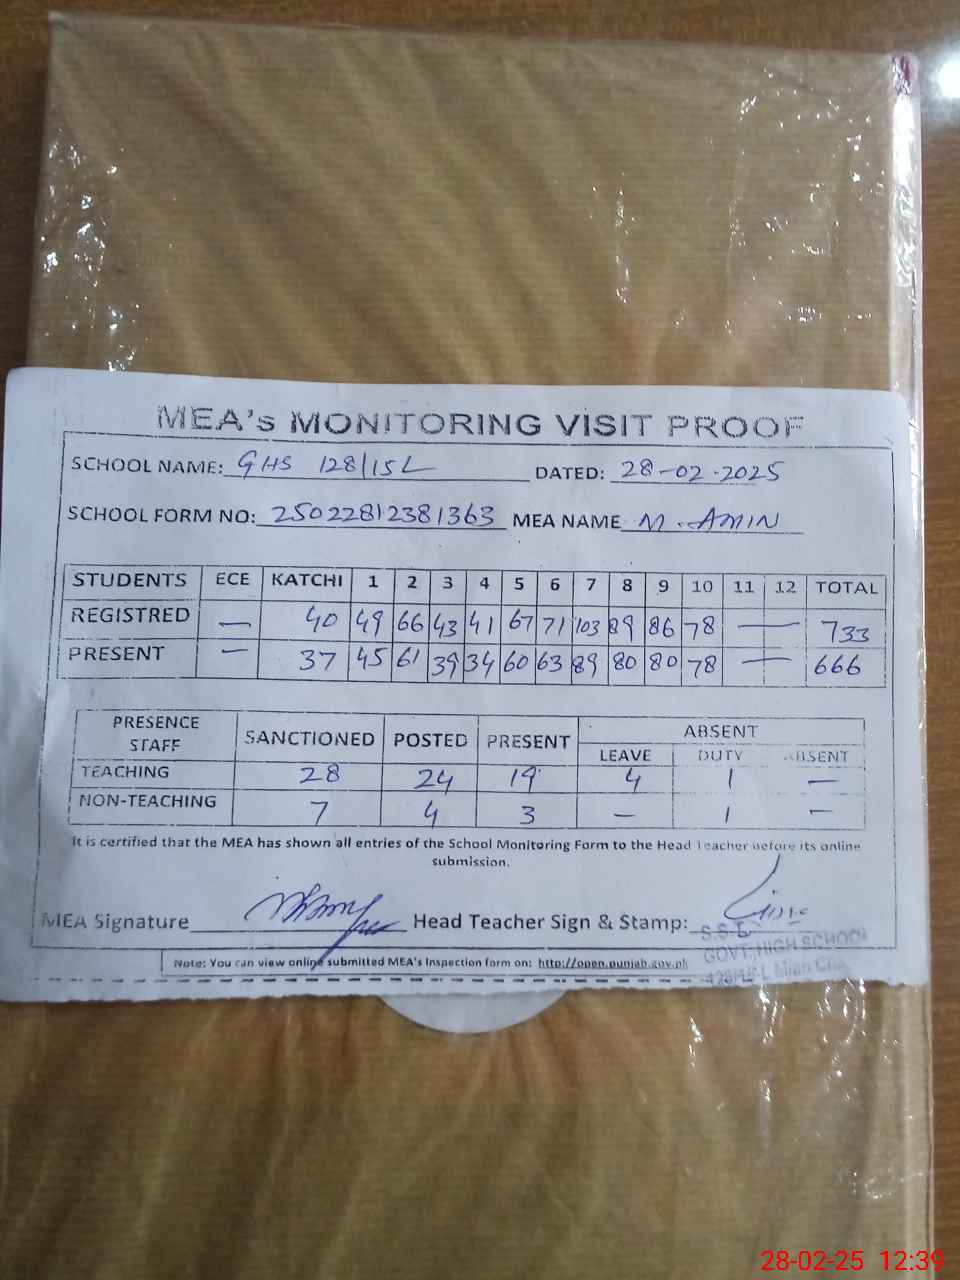 MEA's MONITORING VISIT PROOF
SCHOOL NAME: GHS 128/15L DATED: 28-02-2025
SCHOOL FORM NO: 25022812381363 MEA NAME M. AMIN
STUDENTS ECE KATCHI 1 2 3 4 5 6 7 8 9 10 11 12 TOTAL
REGISTRED — 40 49 66 43 41 67 71 103 89 86 78 — 733
PRESENT — 37 45 61 39 34 60 63 89 80 80 78 — 666
PRESENCE STAFF SANCTIONED POSTED PRESENT ABSENT
LEAVE DUTY ABSENT
TEACHING 28 24 19 4 1 —
NON-TEACHING 7 4 3 — 1 —
It is certified that the MEA has shown all entries of the School Monitoring Form to the Head Teacher before its online
submission.
MEA Signature Head Teacher Sign & Stamp:
S.S.E
GOVT. HIGH SCHOOL
Note: You can view online submitted MEA's Inspection form on: http://open.punjab.gov.pk
Mian
28-02-25 12:39